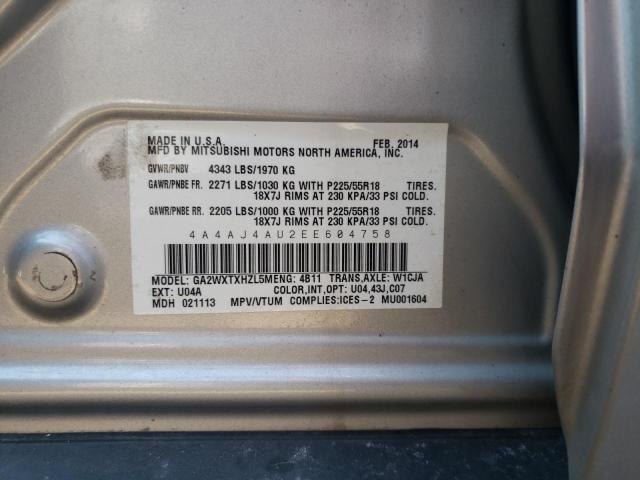 MADE IN U.S.A. FEB. 2014
MFD BY MITSUBISHI MOTORS NORTH AMERICA, INC.
GVWR/PNBV 4343 LBS/1970 KG
GAWR/PNBE FR. 2271 LBS/1030 KG WITH P225/55R18 TIRES.
18X7J RIMS AT 230 KPA/33 PSI COLD.
GAWR/PNBE RR. 2205 LBS/1000 KG WITH P225/55R18 TIRES.
18X7J RIMS AT 230 KPA/33 PSI COLD.
4A4AJ4AU2EE604758
MODEL: GA2WXTXHZL5MENG: 4B11 TRANS,AXLE: W1CJA
EXT: U04A COLOR,INT,OPT: U04,43J,C07
MDH 021113 MPV/VTUM COMPLIES:ICES-2 MU001604